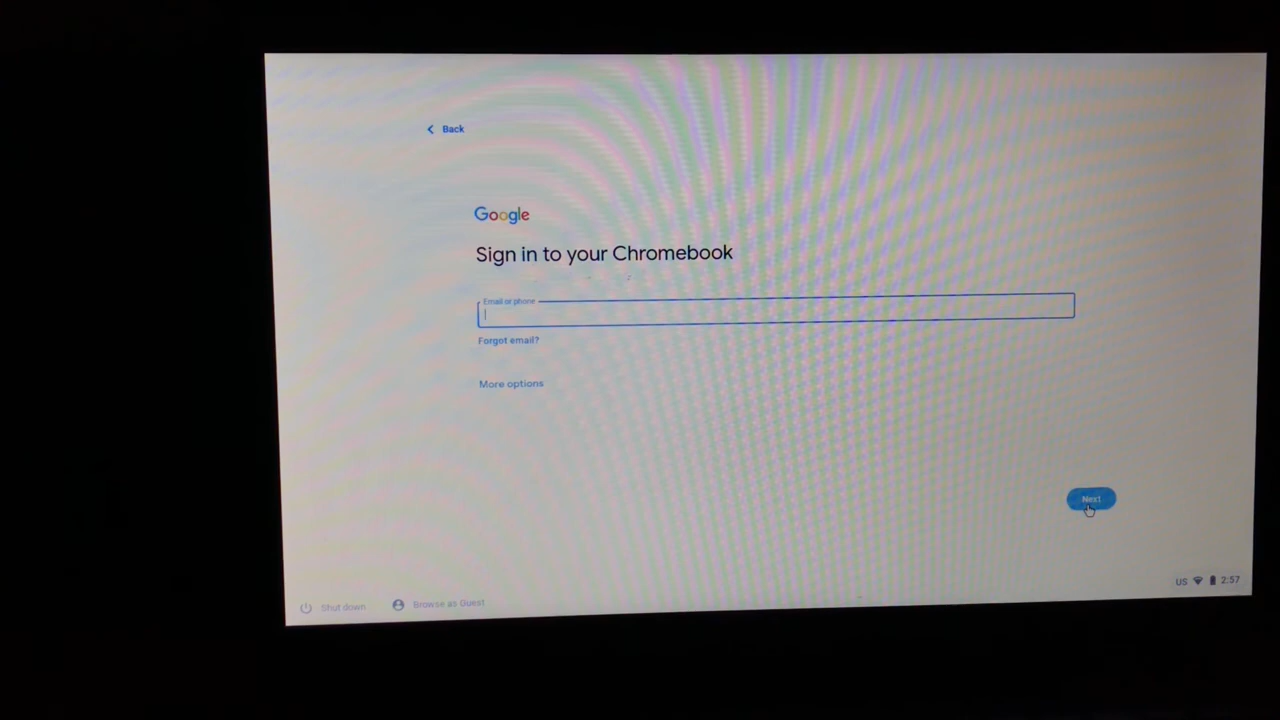 Back
Google
Sign in to your Chromebook
Email or phone
Forgot email?
More options
Next
US 2:57
Shut down
Browse as Guest